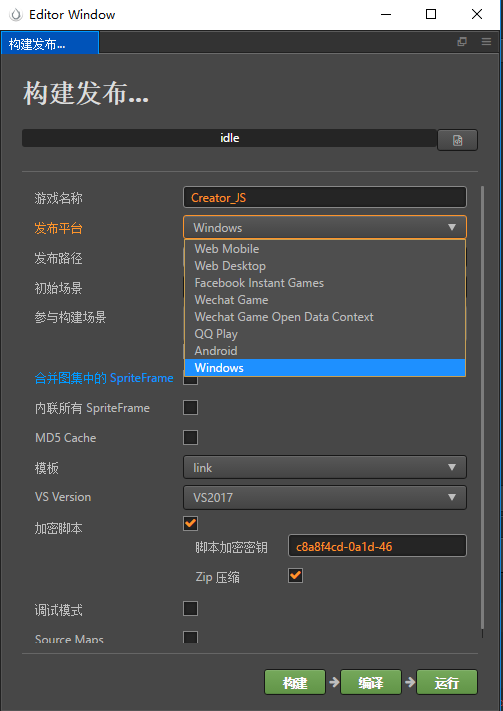 Editor Window
构建发布...
构建发布...
idle
游戏名称 Creator_JS
发布平台 Windows
Web Mobile
发布路径
Web Desktop
Facebook Instant Games
初始场景
Wechat Game
参与构建场景
Wechat Game Open Data Context
QQ Play
Android
Windows
合并图集中的 SpriteFrame
内联所有 SpriteFrame
MD5 Cache
模板 link
VS Version VS2017
加密脚本
脚本加密密钥 c8a8f4cd-0a1d-46
Zip 压缩
调试模式
Source Maps
构建 编译 运行